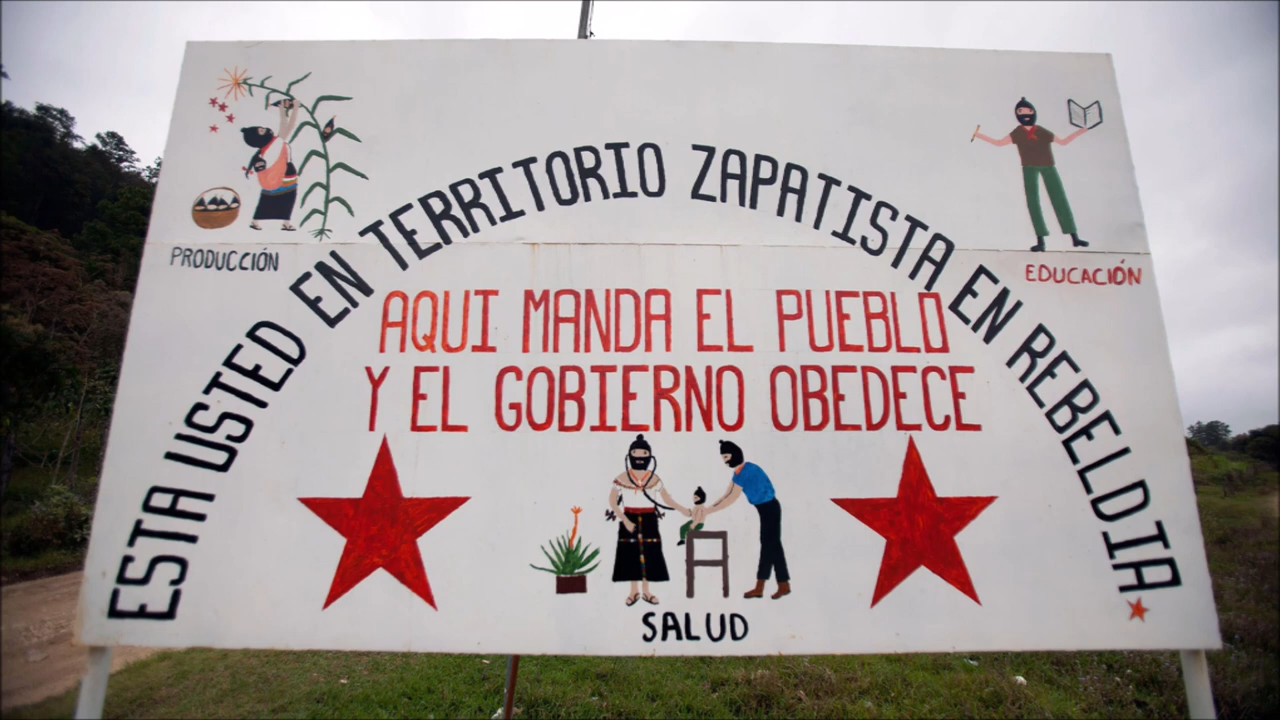 ESTA USTED EN TERRITORIO ZAPATISTA EN REBELDIA
PRODUCCIÓN
EDUCACIÓN
AQUI MANDA EL PUEBLO
Y EL GOBIERNO OBEDECE
SALUD